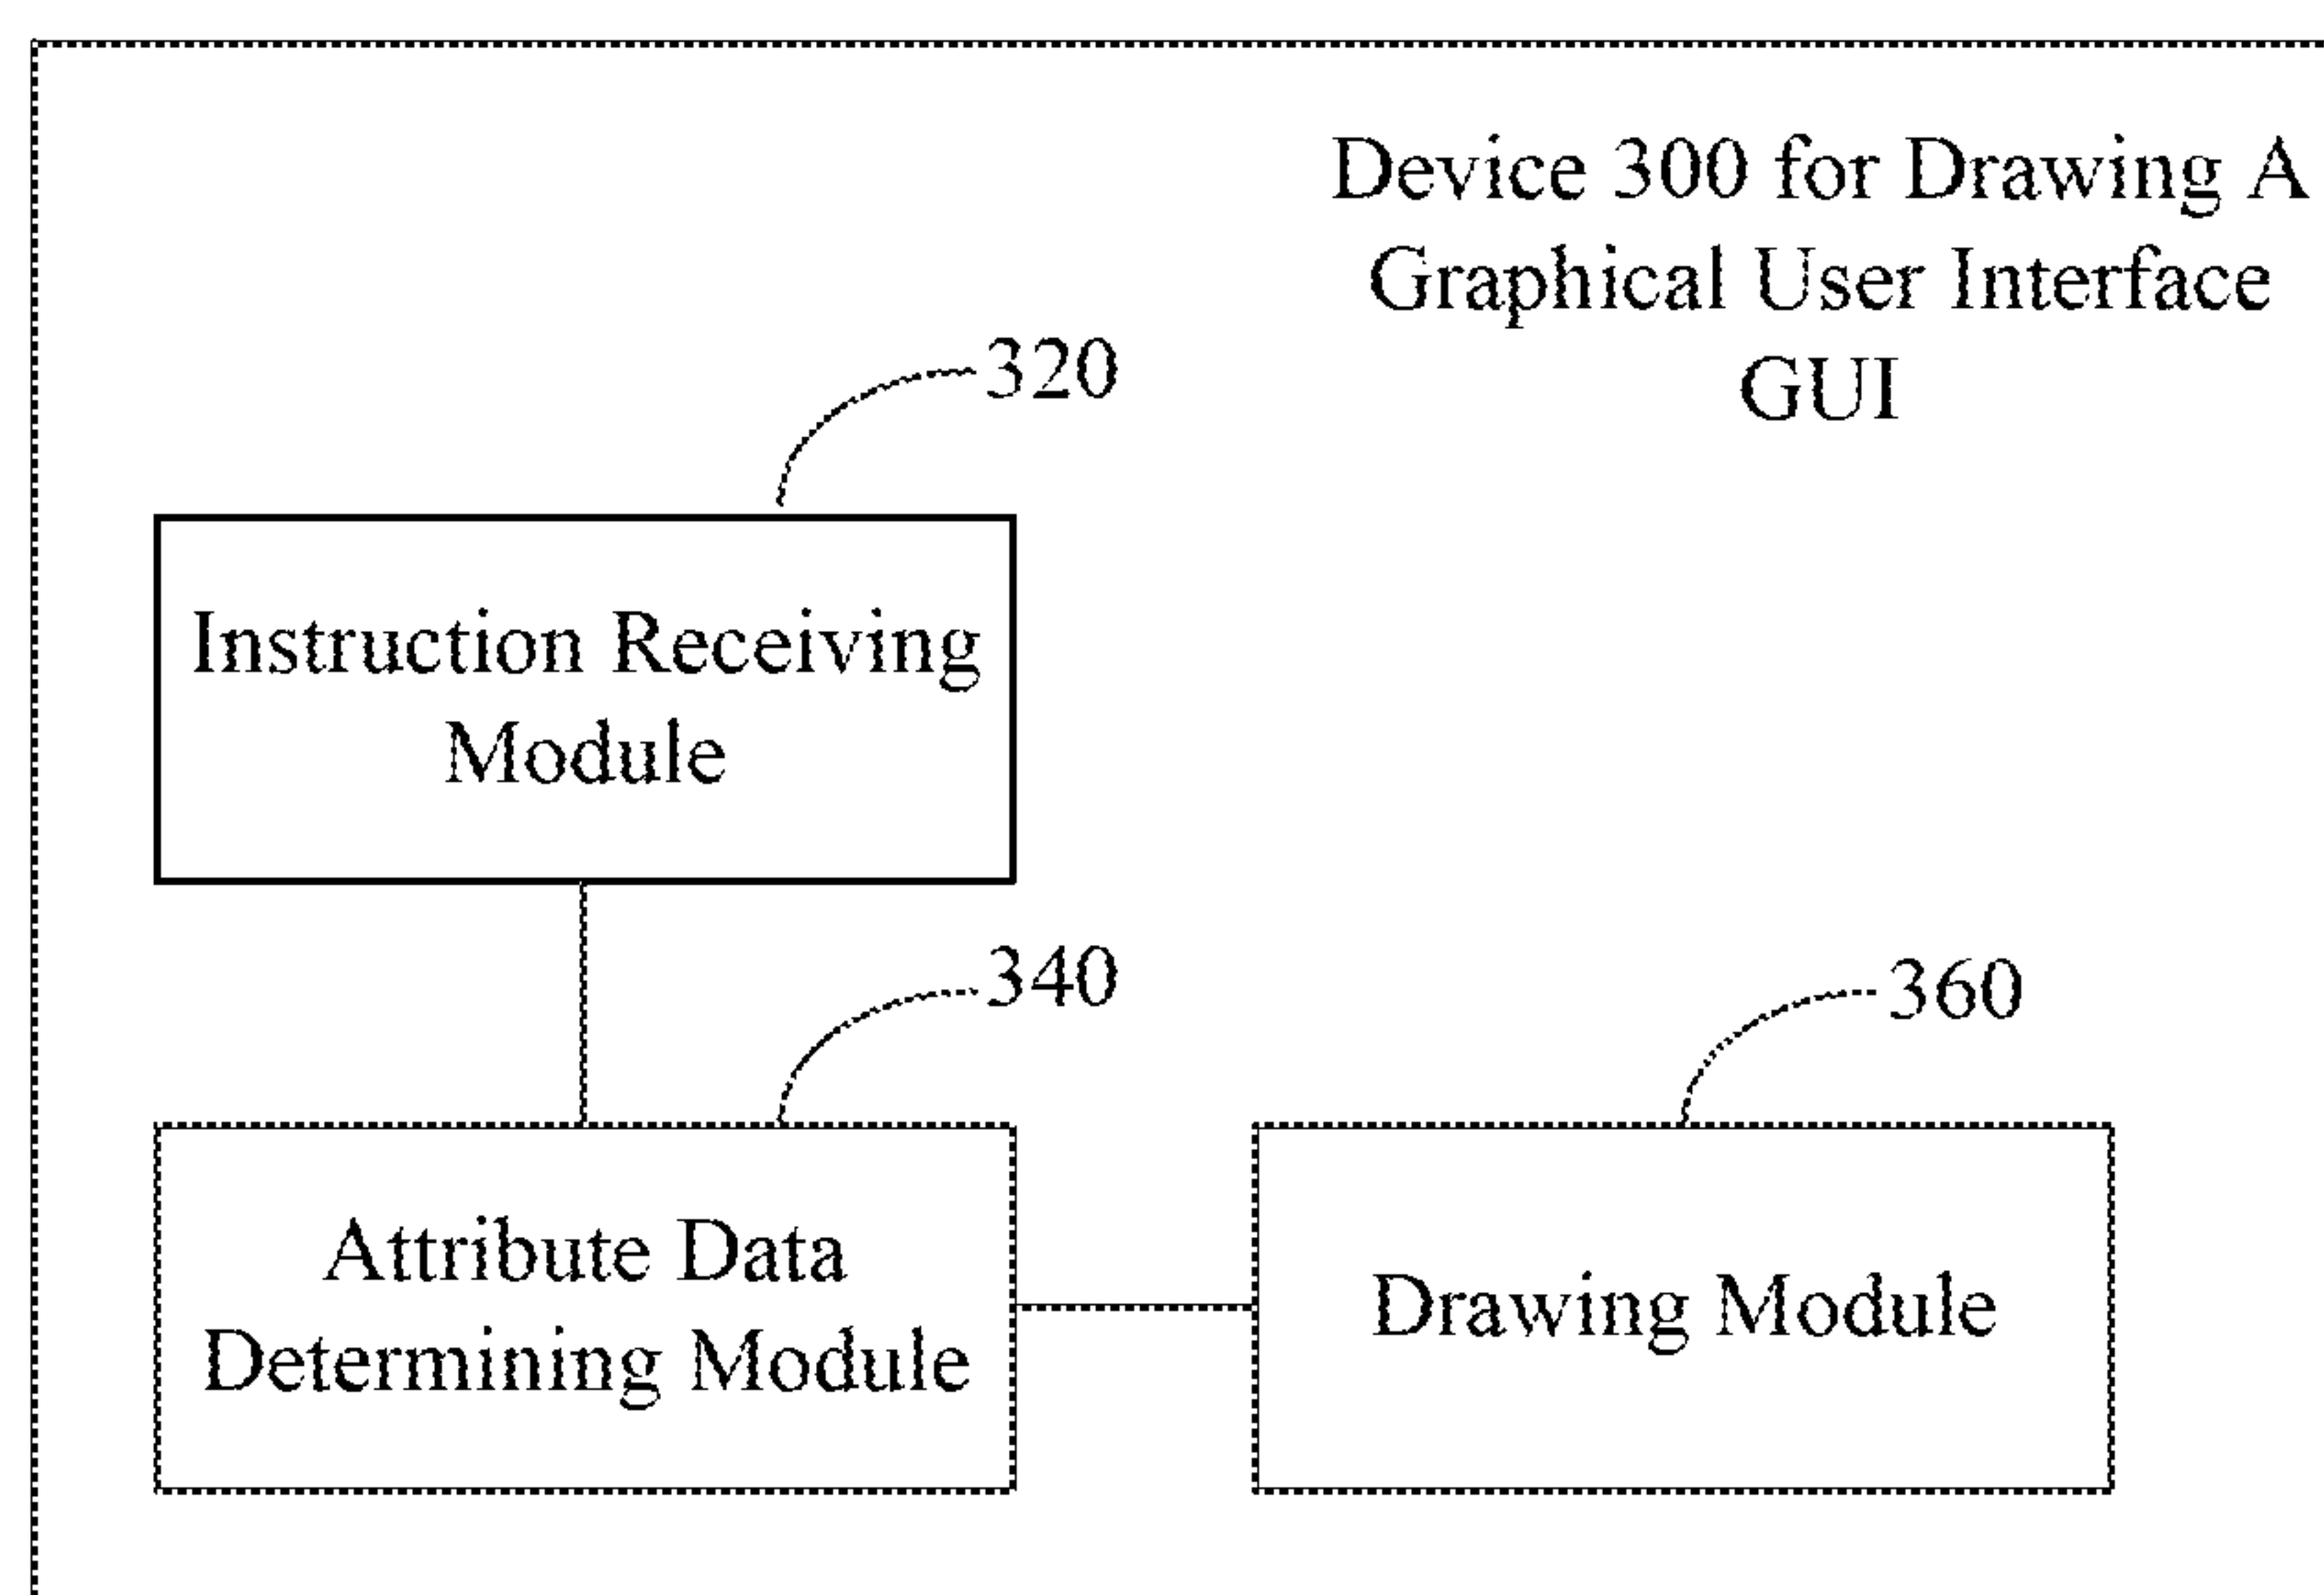 Device 300 for Drawing A
Graphical User Interface
GUI
320
Instruction Receiving
Module
340
Attribute Data
Determining Module
360
Drawing Module